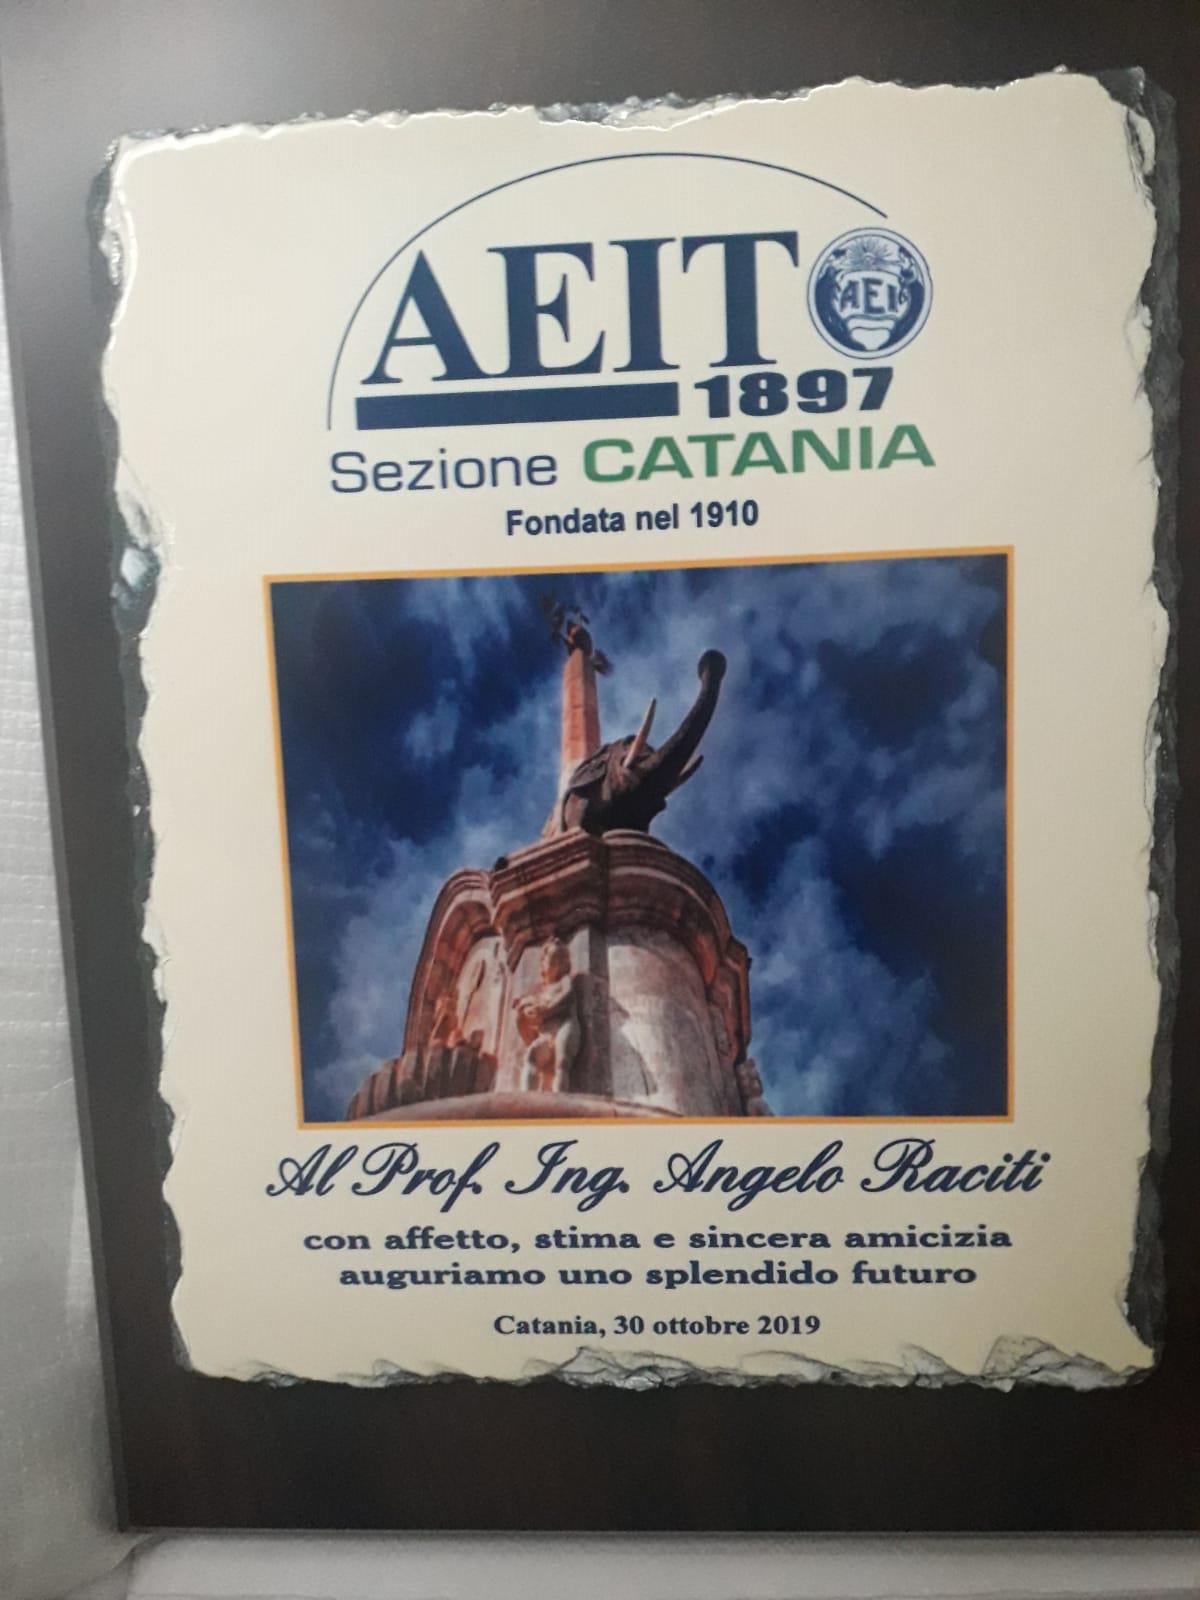 AEIT
AEI
1897
Sezione CATANIA
Fondata nel 1910
Al Prof. Ing. Angelo Raciti
con affetto, stima e sincera amicizia
auguriamo uno splendido futuro
Catania, 30 ottobre 2019